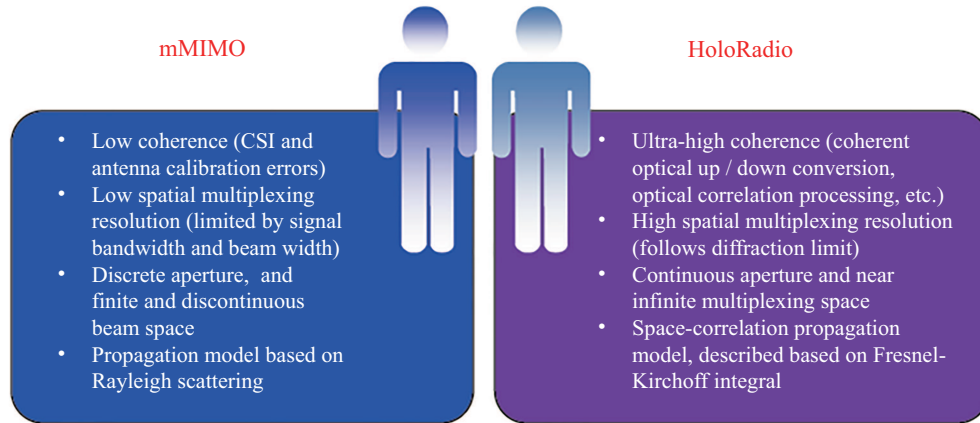 mMIMO
• Low coherence (CSI and
antenna calibration errors)
• Low spatial multiplexing
resolution (limited by signal
bandwidth and beam width)
• Discrete aperture,  and
finite and discontinuous
beam space
• Propagation model based on
Rayleigh scattering
HoloRadio
• Ultra-high coherence (coherent
optical up / down conversion,
optical correlation processing, etc.)
• High spatial multiplexing resolution
(follows diffraction limit)
• Continuous aperture and near
infinite multiplexing space
• Space-correlation propagation
model, described based on Fresnel-
Kirchoff integral